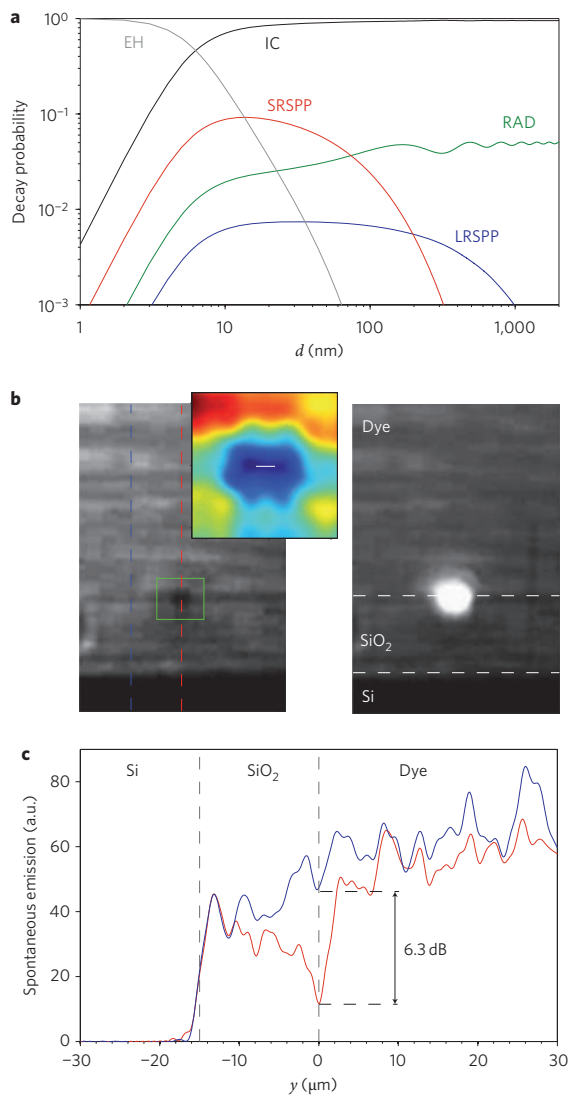 a
10⁰
EH
IC
SRSPP
10⁻¹
RAD
Decay probability
10⁻²
LRSPP
10⁻³
1
10
100
1,000
d (nm)
b
Dye
SiO₂
Si
c
Si
SiO₂
Dye
80
60
40
20
0
Spontaneous emission (a.u.)
6.3 dB
−30
−20
−10
0
10
20
30
y (μm)